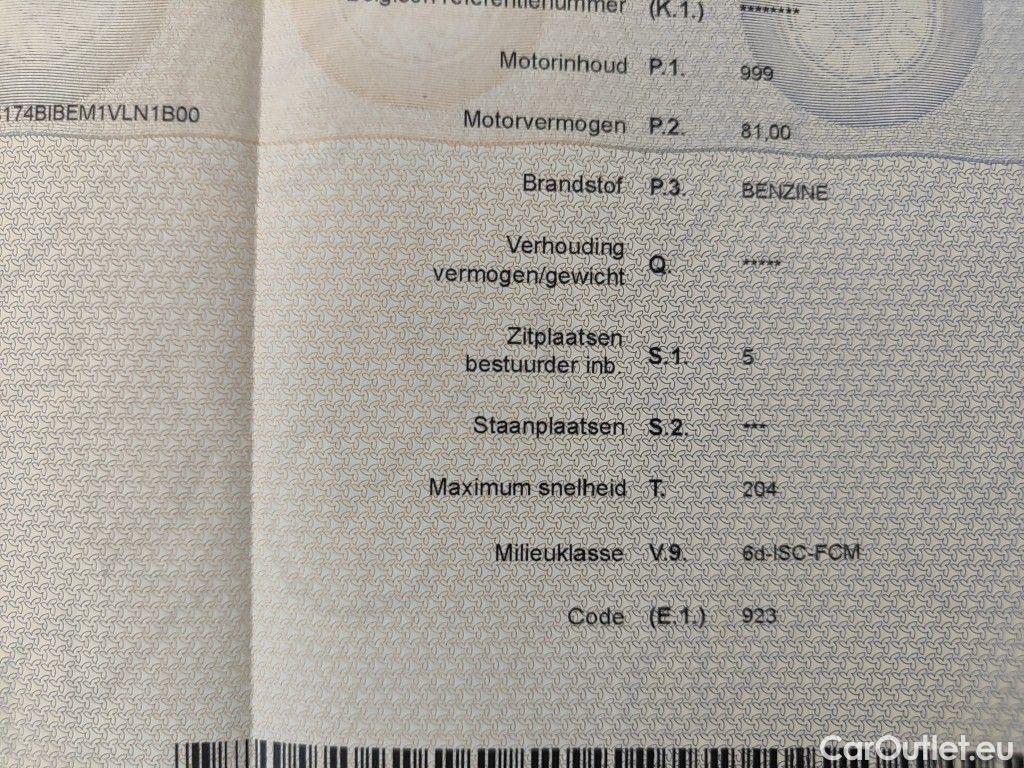 referentienummer (K.1.) ********
Motorinhoud P.1. 999
174BIBEM1VLN1B00
Motorvermogen P.2. 81,00
Brandstof P.3. BENZINE
Verhouding
vermogen/gewicht Q. *****
Zitplaatsen
bestuurder inb. S.1. 5
Staanplaatsen S.2. ***
Maximum snelheid T. 204
Milieuklasse V.9. 6d-ISC-FCM
Code (E.1.) 923
CarOutlet.eu